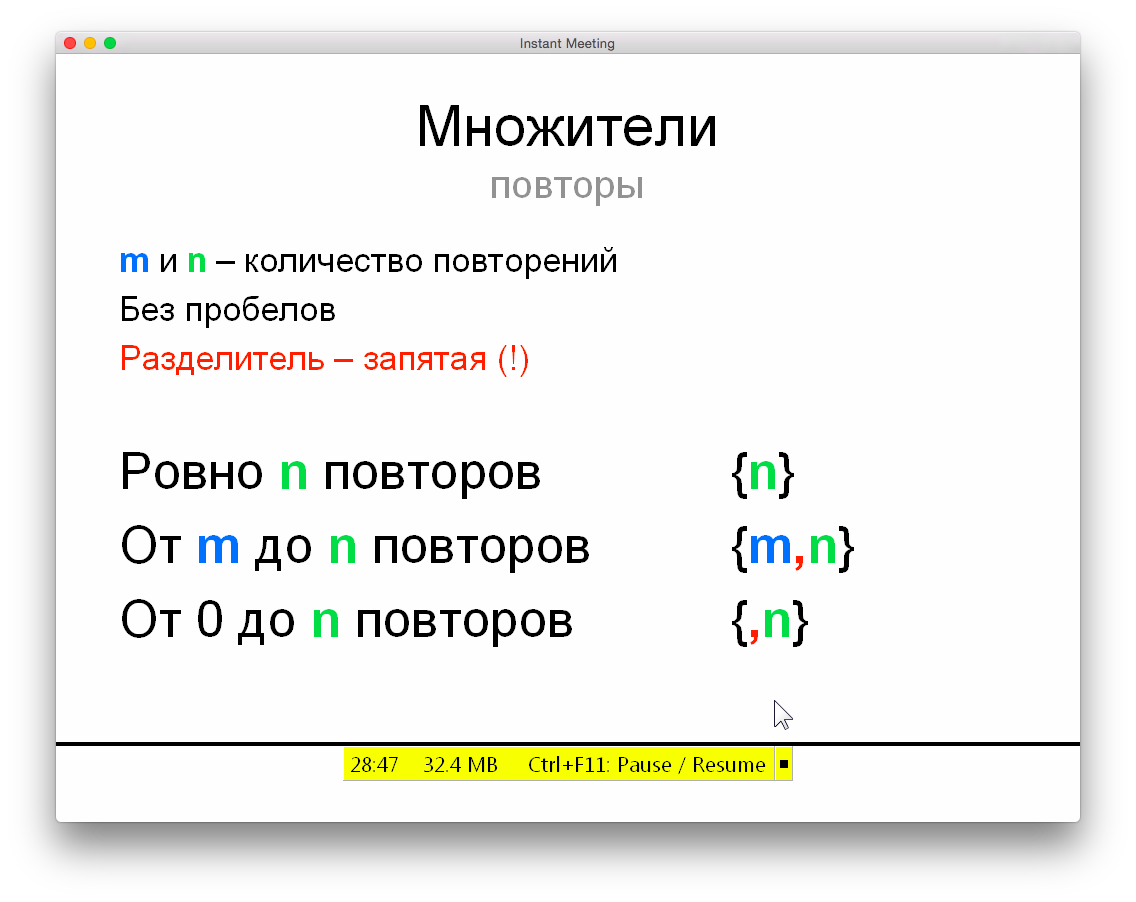 Instant Meeting
Множители
повторы
m и n – количество повторений
Без пробелов
Разделитель – запятая (!)
Ровно n повторов {n}
От m до n повторов {m,n}
От 0 до n повторов {,n}
28:47 32.4 MB Ctrl+F11: Pause / Resume